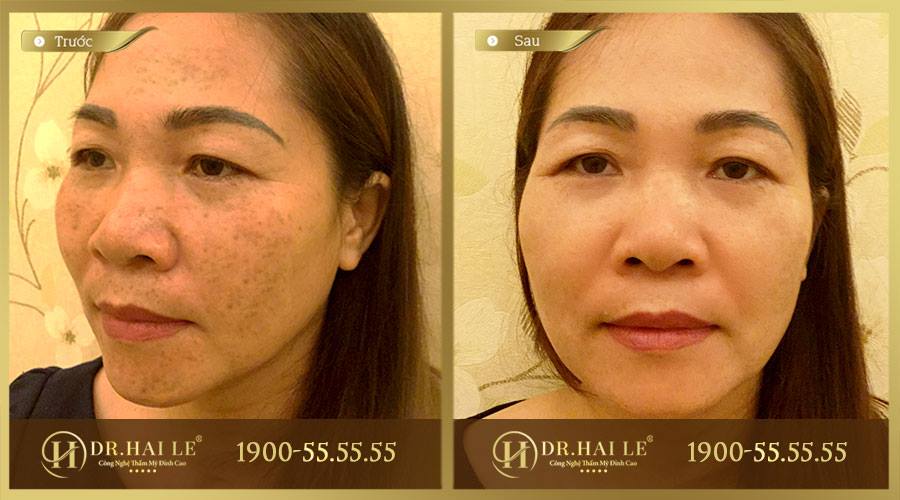 Trước
Sau
DR.HAI LE®
Công Nghệ Thẩm Mỹ Đỉnh Cao
1900-55.55.55
DR.HAI LE®
Công Nghệ Thẩm Mỹ Đỉnh Cao
1900-55.55.55